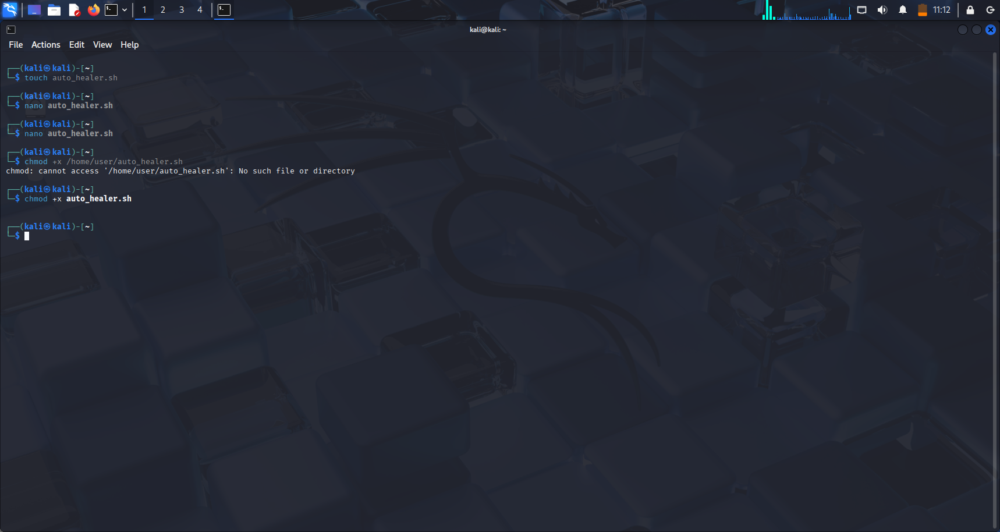 1 2 3 4
11:12
kali@kali: ~
File Actions Edit View Help
┌──(kali㉿kali)-[~]
└─$ touch auto_healer.sh
┌──(kali㉿kali)-[~]
└─$ nano auto_healer.sh
┌──(kali㉿kali)-[~]
└─$ nano auto_healer.sh
┌──(kali㉿kali)-[~]
└─$ chmod +x /home/user/auto_healer.sh
chmod: cannot access '/home/user/auto_healer.sh': No such file or directory
┌──(kali㉿kali)-[~]
└─$ chmod +x auto_healer.sh
┌──(kali㉿kali)-[~]
└─$